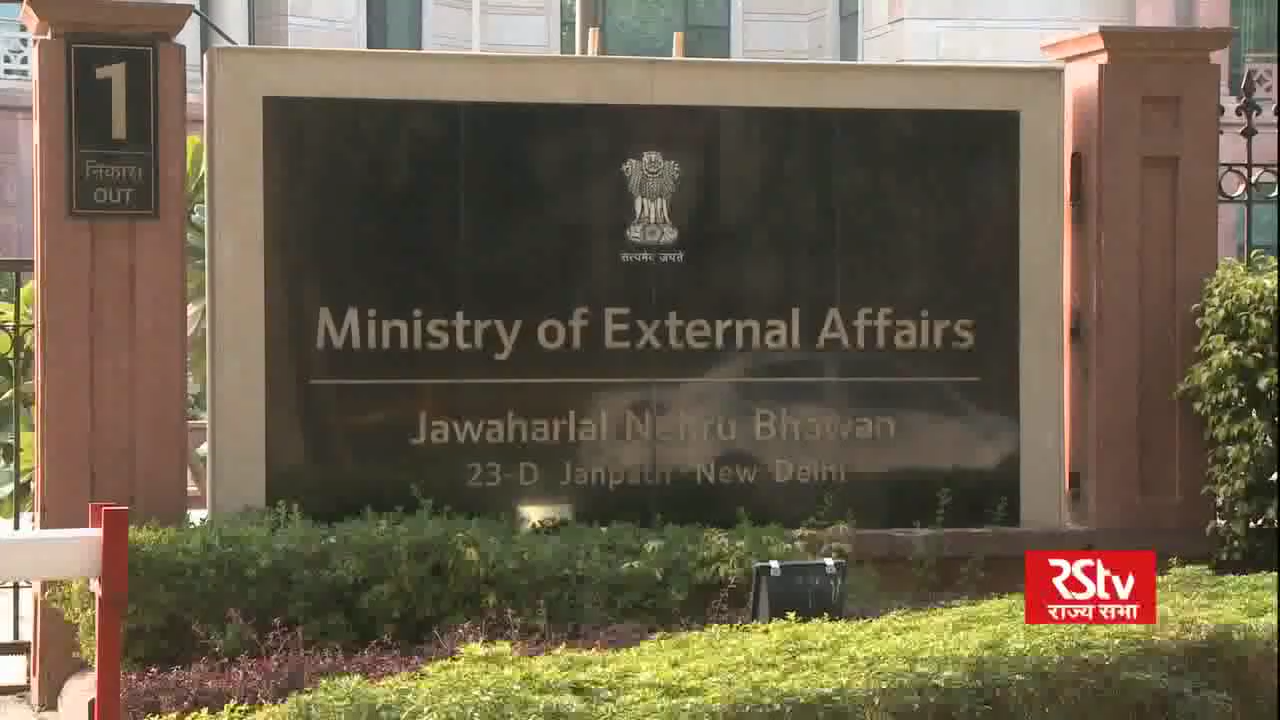 1
निकास
OUT
सत्यमेव जयते
Ministry of External Affairs
Jawaharlal Nehru Bhawan
23-D Janpath New Delhi
RStv
राज्य सभा